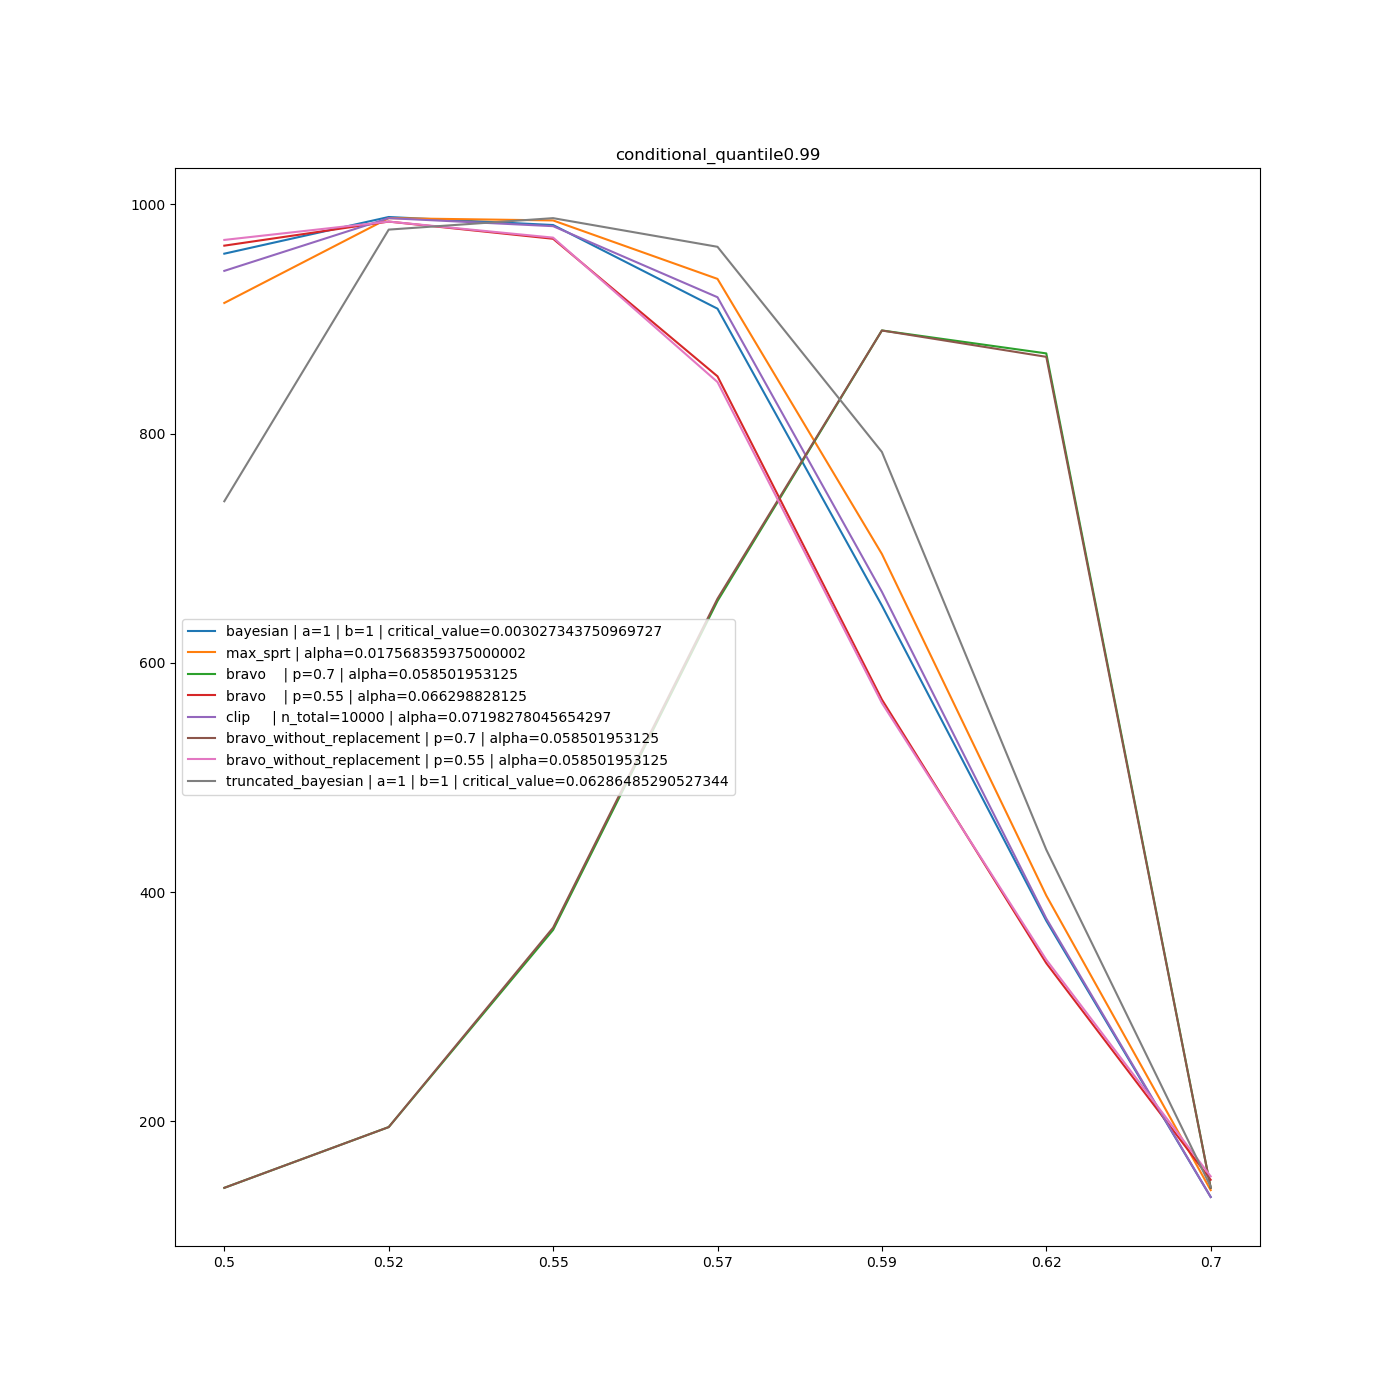 conditional_quantile0.99
1000
800
600
400
200
bayesian | a=1 | b=1 | critical_value=0.003027343750969727
max_sprt | alpha=0.017568359375000002
bravo    | p=0.7 | alpha=0.058501953125
bravo    | p=0.55 | alpha=0.066298828125
clip     | n_total=10000 | alpha=0.07198278045654297
bravo_without_replacement | p=0.7 | alpha=0.058501953125
bravo_without_replacement | p=0.55 | alpha=0.058501953125
truncated_bayesian | a=1 | b=1 | critical_value=0.06286485290527344
0.5 0.52 0.55 0.57 0.59 0.62 0.7